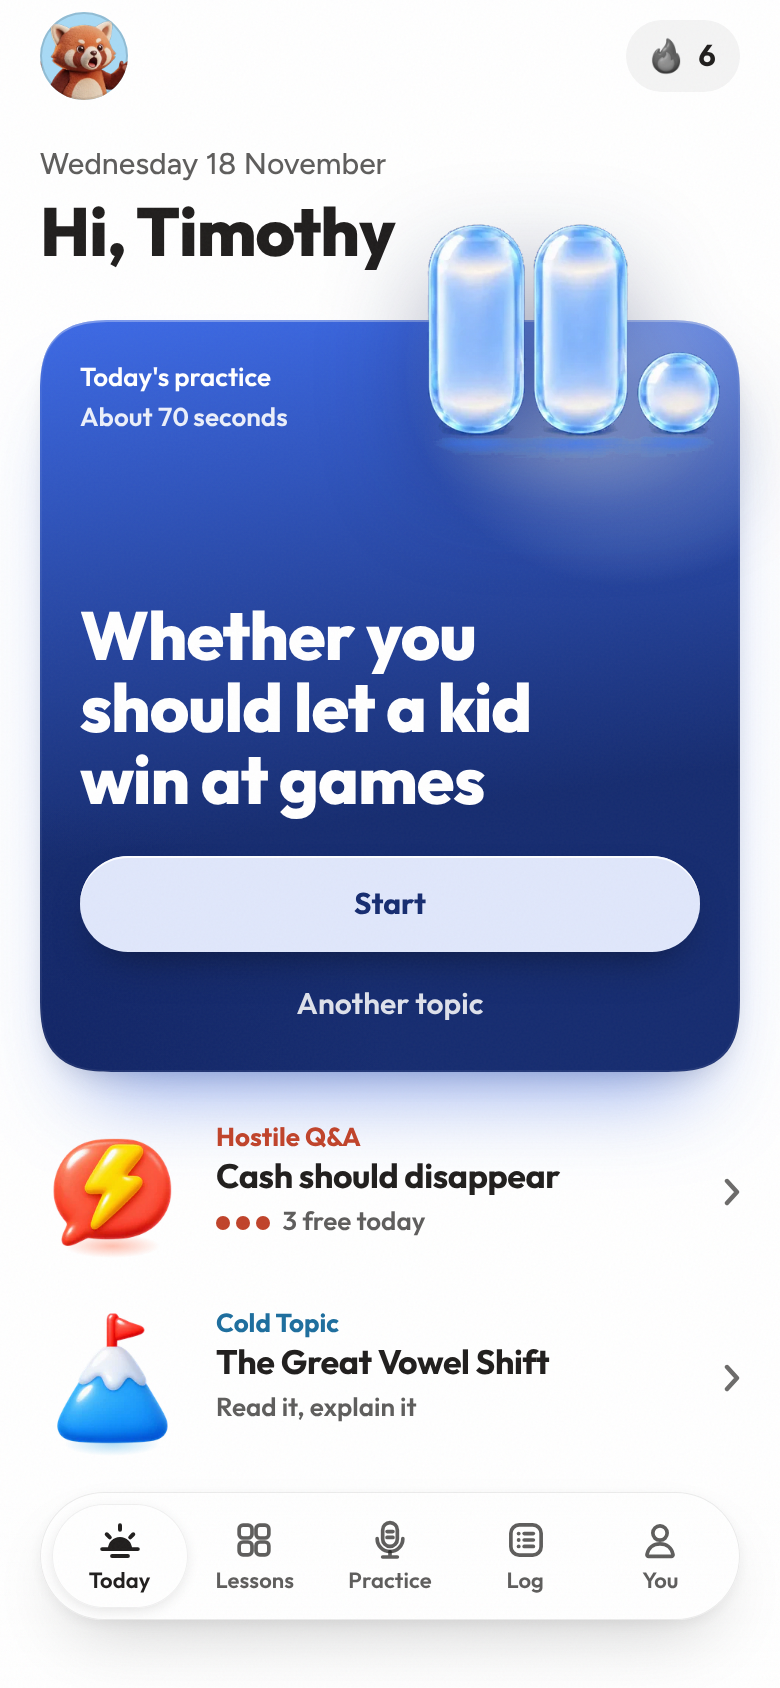 6
Wednesday 18 November
Hi, Timothy
Today's practice
About 70 seconds
Whether you
should let a kid
win at games
Start
Another topic
Hostile Q&A
Cash should disappear
3 free today
Cold Topic
The Great Vowel Shift
Read it, explain it
Today Lessons Practice Log You